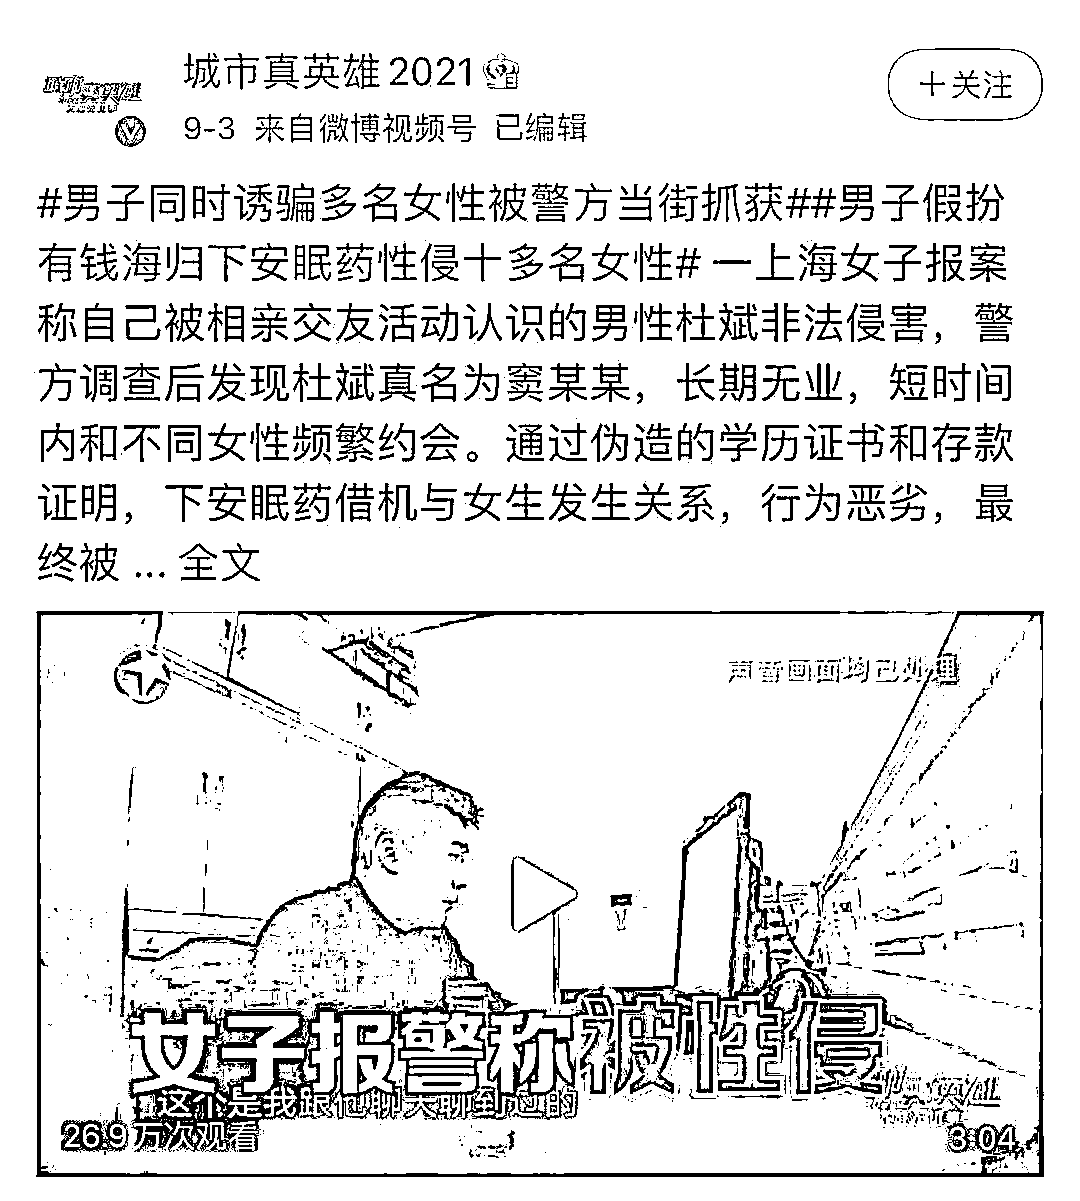 城市真英雄2021
9-3 来自微博视频号 已编辑
十关注
#男子同时诱骗多名女性被警方当街抓获##男子假扮
有钱海归下安眠药性侵十多名女性# 一上海女子报案
称自己被相亲交友活动认识的男性杜斌非法侵害，警
方调查后发现杜斌真名为窦某某，长期无业，短时间
内和不同女性频繁约会。通过伪造的学历证书和存款
证明，下安眠药借机与女生发生关系，行为恶劣，最
终被 ... 全文
声音画面均已处理
女子报警称被性侵
这个是我跟他聊天聊到过的
26.9万次观看
3:04